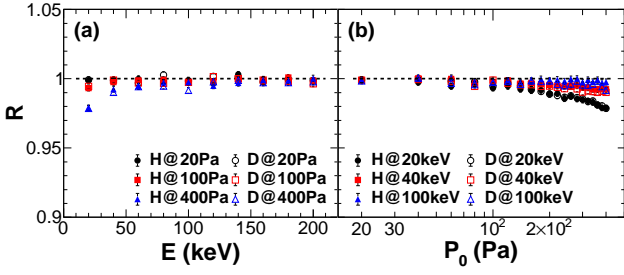 1.05
(a)
(b)
1
R
0.95
H@20Pa
D@20Pa
H@20keV
D@20keV
H@100Pa
D@100Pa
H@40keV
D@40keV
H@400Pa
D@400Pa
H@100keV
D@100keV
0.9
0 50 100 150 200
20 30 10² 2×10²
E (keV)
P₀ (Pa)